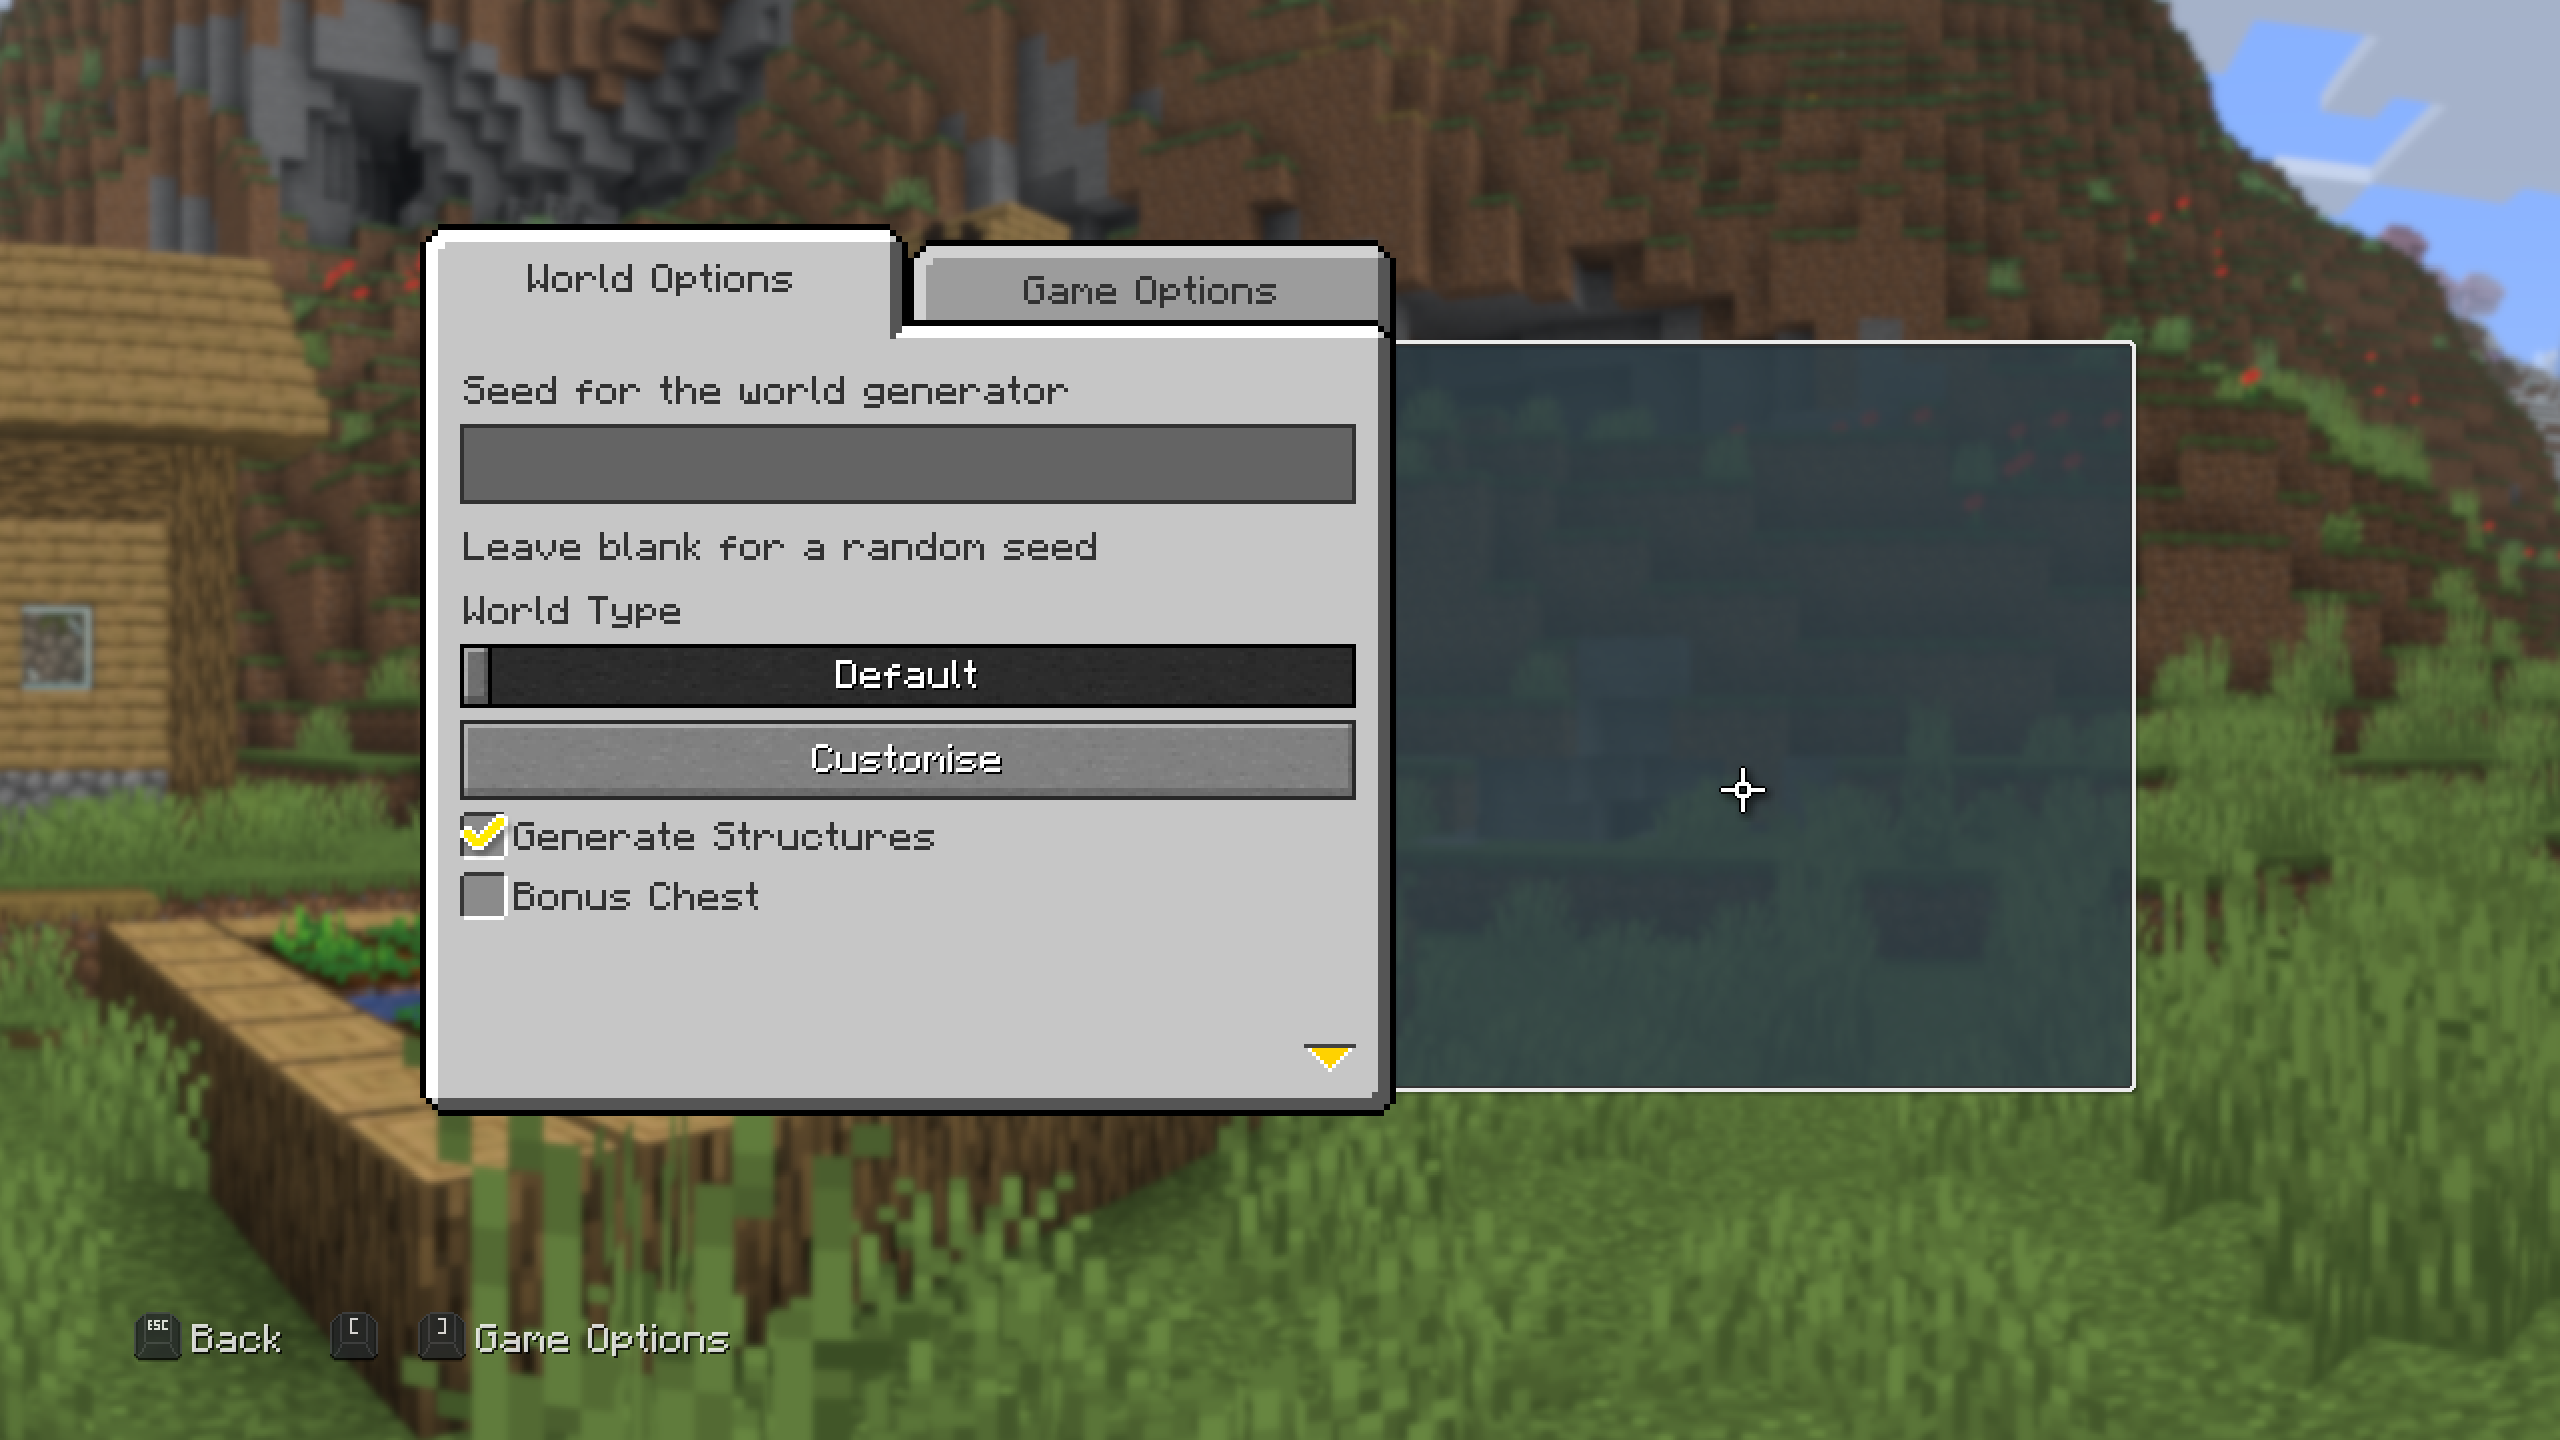 World Options
Game Options
Seed for the world generator
Leave blank for a random seed
World Type
Default
Customise
Generate Structures
Bonus Chest
ESC Back [ ] Game Options